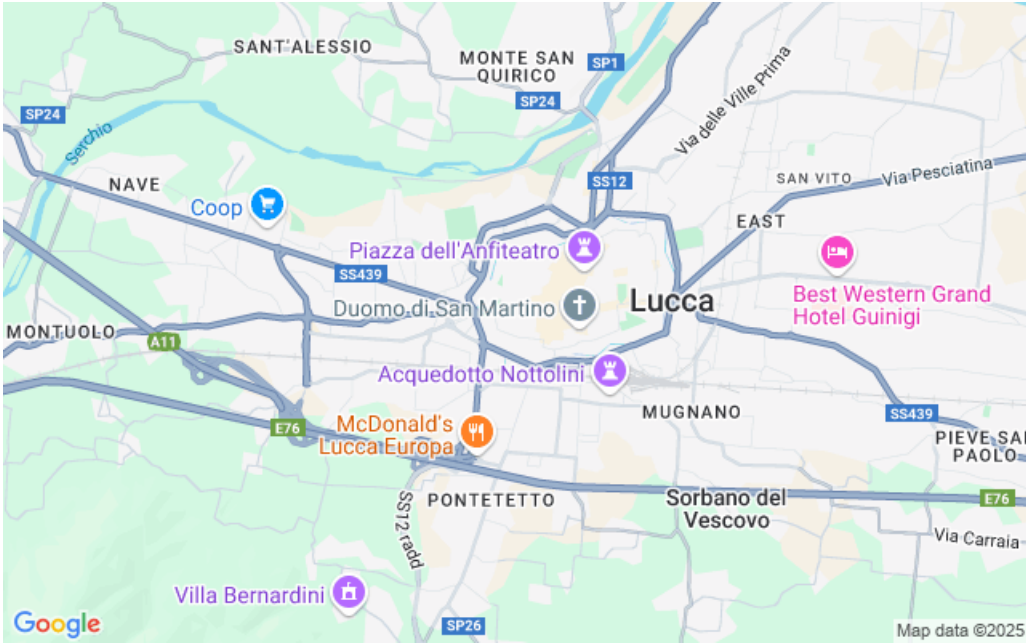 SANT'ALESSIO
MONTE SAN
QUIRICO
SP1
SP24
Via delle Ville Prima
SP24
Serchio
NAVE
SS12
SAN VITO
Via Pesciatina
Coop
EAST
Piazza dell'Anfiteatro
SS439
Duomo di San Martino
Lucca
Best Western Grand
Hotel Guinigi
MONTUOLO
A11
Acquedotto Nottolini
MUGNANO
SS439
E76
McDonald's
Lucca Europa
PIEVE SA
PAOLO
PONTETETTO
Sorbano del
Vescovo
E76
SS12 radd
Via Carraia
Villa Bernardini
SP26
Google
Map data ©2025